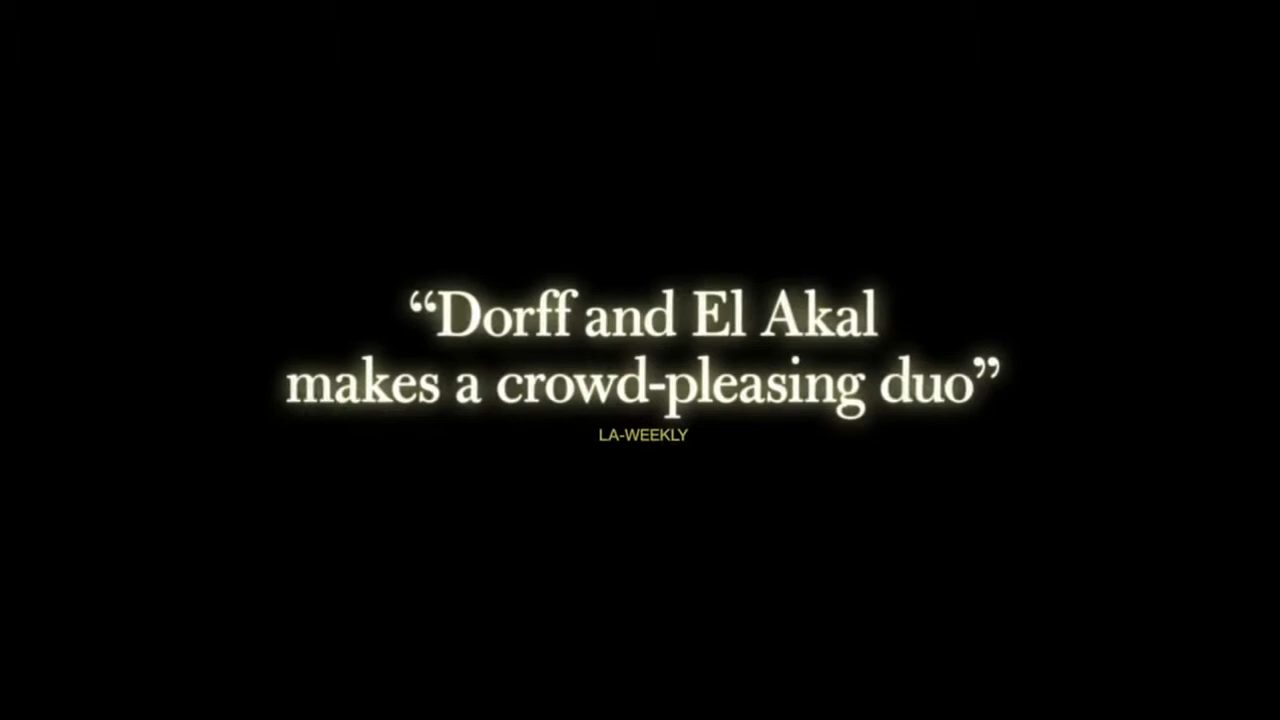 “Dorff and El Akal
makes a crowd-pleasing duo”
LA-WEEKLY